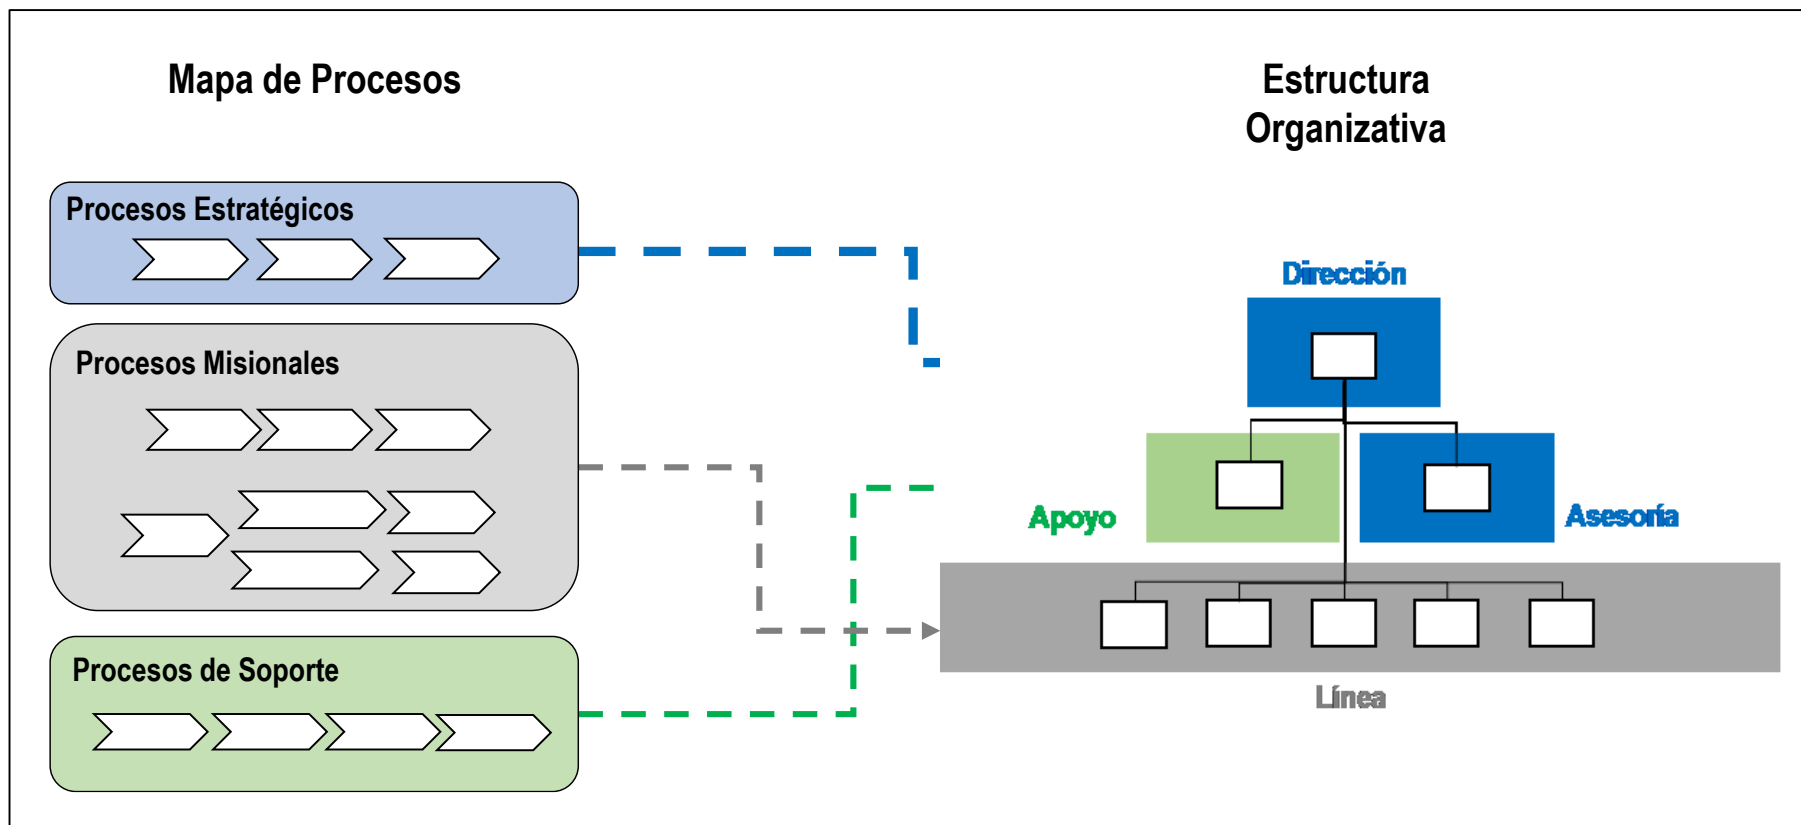 Mapa de Procesos
Estructura
Organizativa
Procesos Estratégicos
Procesos Misionales
Procesos de Soporte
Dirección
Apoyo
Asesoría
Línea